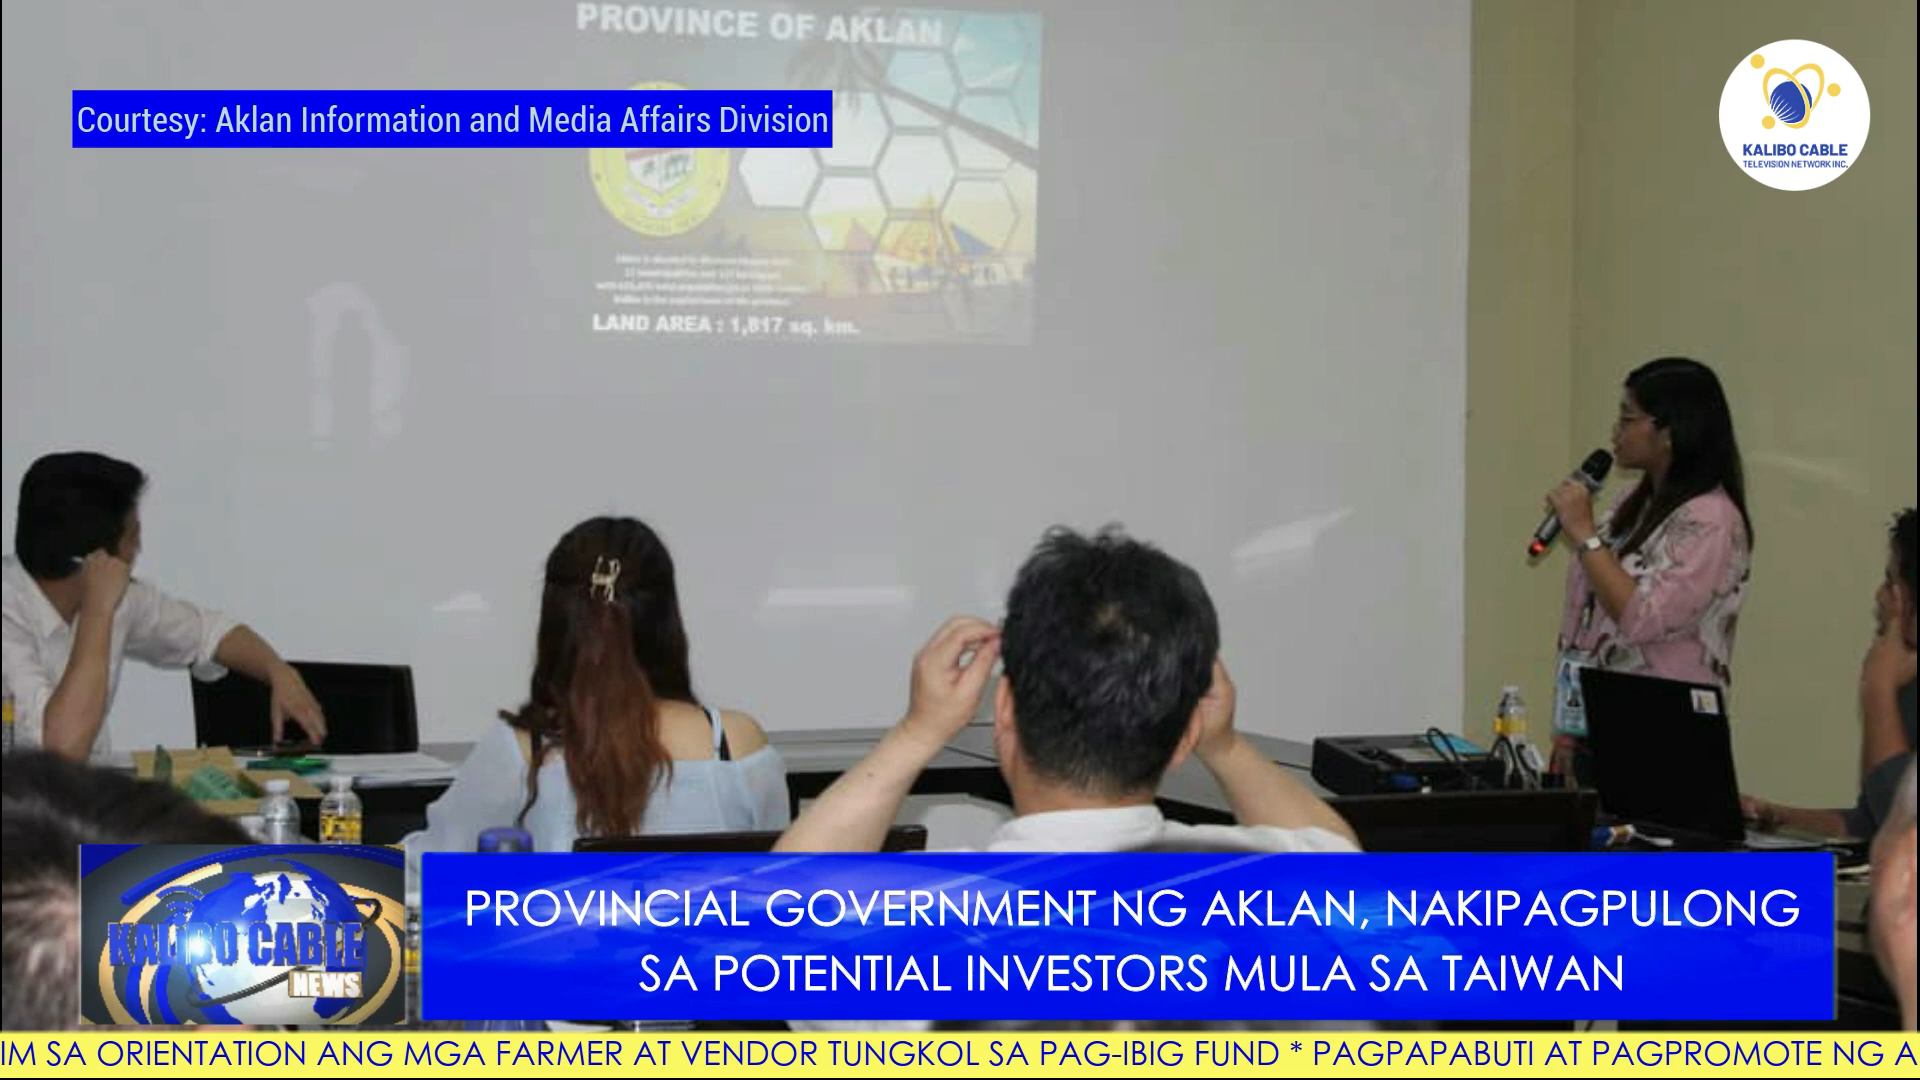 PROVINCE OF AKLAN
Courtesy: Aklan Information and Media Affairs Division
KALIBO CABLE
TELEVISION NETWORK INC.
LAND AREA : 1,817 sq. km.
KALIBO CABLE
NEWS
PROVINCIAL GOVERNMENT NG AKLAN, NAKIPAGPULONG
SA POTENTIAL INVESTORS MULA SA TAIWAN
IM SA ORIENTATION ANG MGA FARMER AT VENDOR TUNGKOL SA PAG-IBIG FUND * PAGPAPABUTI AT PAGPROMOTE NG A